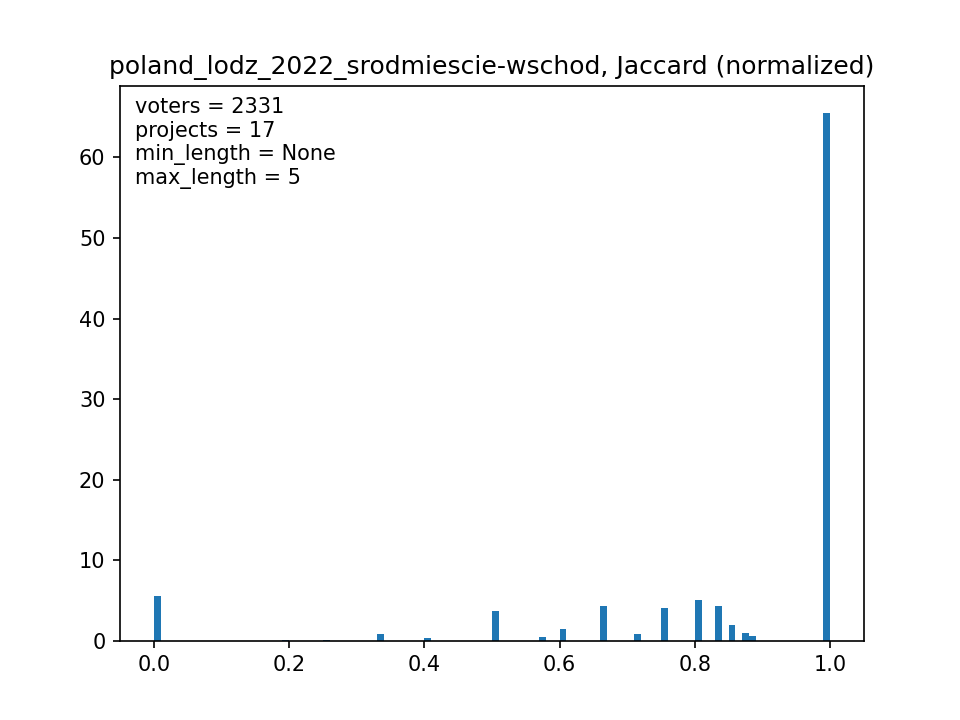 poland_lodz_2022_srodmiescie-wschod, Jaccard (normalized)
voters = 2331
projects = 17
min_length = None
max_length = 5
60
50
40
30
20
10
0
0.0 0.2 0.4 0.6 0.8 1.0